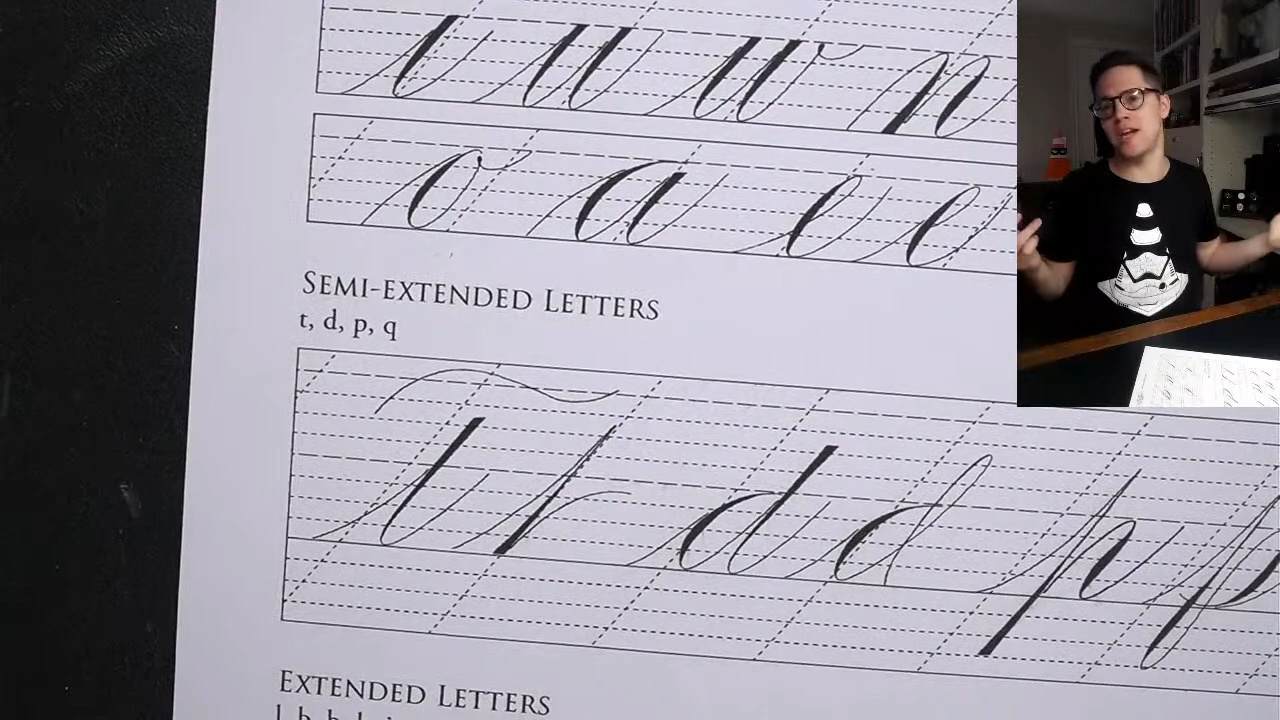 i u w n
o a c e
SEMI-EXTENDED LETTERS
t, d, p, q
t t d d p p
EXTENDED LETTERS